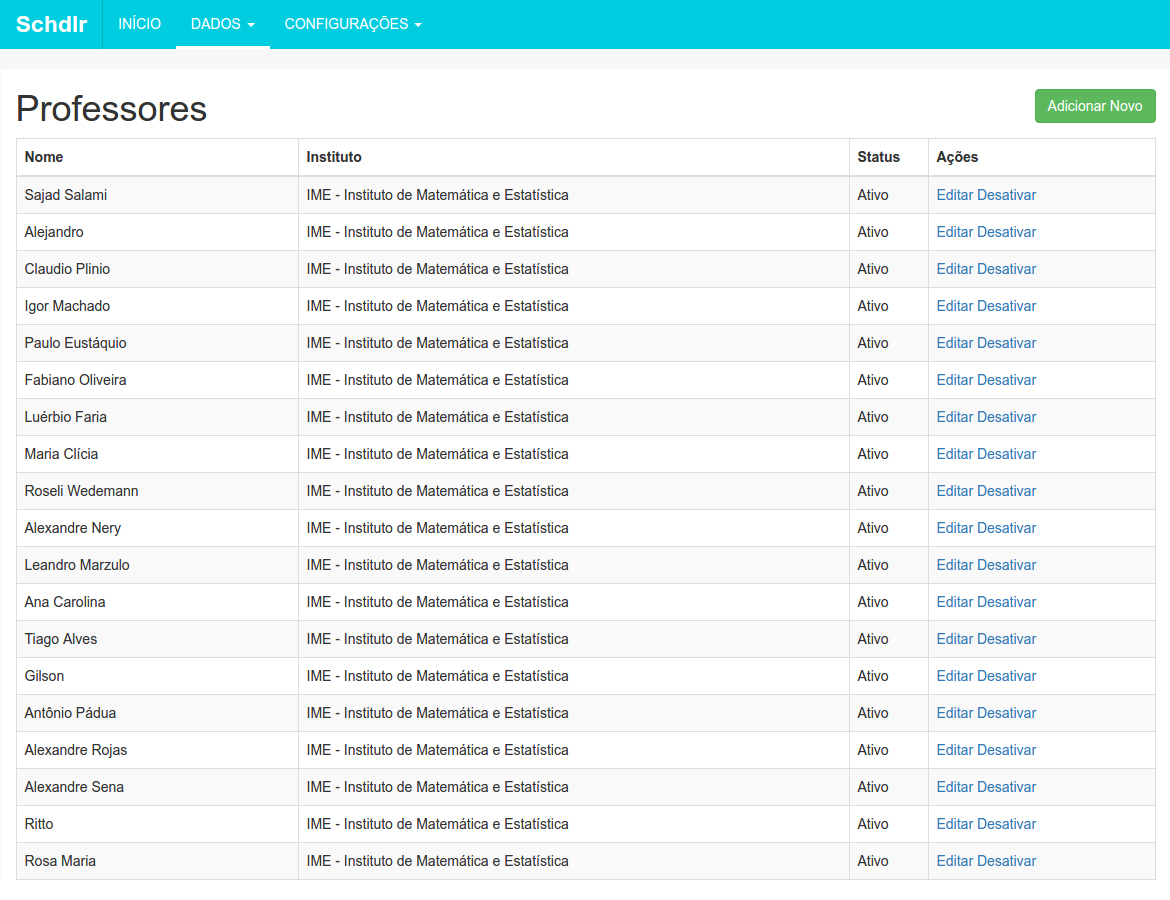 Schdlr INÍCIO DADOS CONFIGURAÇÕES
Professores Adicionar Novo
Nome Instituto Status Ações
Sajad Salami IME - Instituto de Matemática e Estatística Ativo Editar Desativar
Alejandro IME - Instituto de Matemática e Estatística Ativo Editar Desativar
Claudio Plinio IME - Instituto de Matemática e Estatística Ativo Editar Desativar
Igor Machado IME - Instituto de Matemática e Estatística Ativo Editar Desativar
Paulo Eustáquio IME - Instituto de Matemática e Estatística Ativo Editar Desativar
Fabiano Oliveira IME - Instituto de Matemática e Estatística Ativo Editar Desativar
Luérbio Faria IME - Instituto de Matemática e Estatística Ativo Editar Desativar
Maria Clícia IME - Instituto de Matemática e Estatística Ativo Editar Desativar
Roseli Wedemann IME - Instituto de Matemática e Estatística Ativo Editar Desativar
Alexandre Nery IME - Instituto de Matemática e Estatística Ativo Editar Desativar
Leandro Marzulo IME - Instituto de Matemática e Estatística Ativo Editar Desativar
Ana Carolina IME - Instituto de Matemática e Estatística Ativo Editar Desativar
Tiago Alves IME - Instituto de Matemática e Estatística Ativo Editar Desativar
Gilson IME - Instituto de Matemática e Estatística Ativo Editar Desativar
Antônio Pádua IME - Instituto de Matemática e Estatística Ativo Editar Desativar
Alexandre Rojas IME - Instituto de Matemática e Estatística Ativo Editar Desativar
Alexandre Sena IME - Instituto de Matemática e Estatística Ativo Editar Desativar
Ritto IME - Instituto de Matemática e Estatística Ativo Editar Desativar
Rosa Maria IME - Instituto de Matemática e Estatística Ativo Editar Desativar